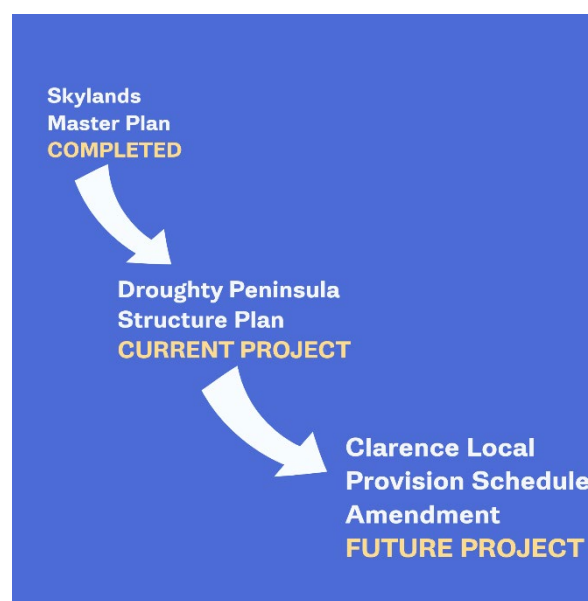 Skylands
Master Plan
COMPLETED
Droughty Peninsula
Structure Plan
CURRENT PROJECT
Clarence Local
Provision Schedule
Amendment
FUTURE PROJECT